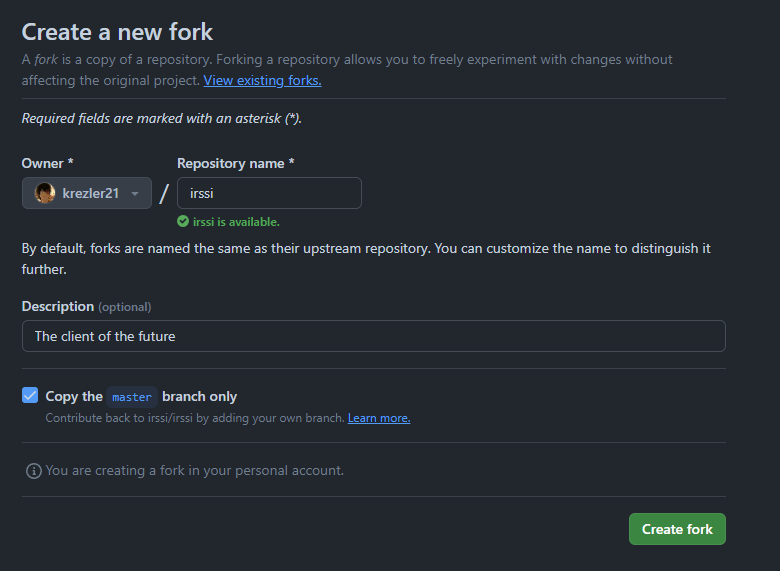 Create a new fork
A fork is a copy of a repository. Forking a repository allows you to freely experiment with changes without
affecting the original project. View existing forks.
Required fields are marked with an asterisk (*).
Owner * Repository name *
krezler21 / irssi
irssi is available.
By default, forks are named the same as their upstream repository. You can customize the name to distinguish it
further.
Description (optional)
The client of the future
Copy the master branch only
Contribute back to irssi/irssi by adding your own branch. Learn more.
You are creating a fork in your personal account.
Create fork